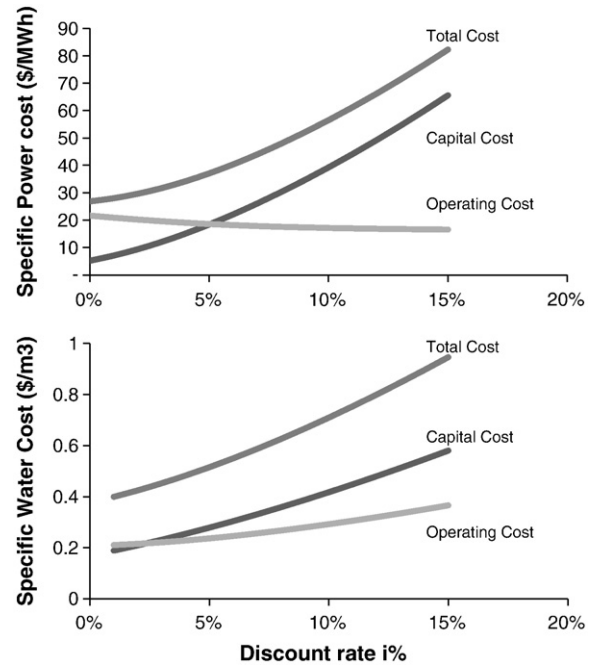 Specific Power cost ($/MWh)
90
80
70
60
50
40
30
20
10
-
0%
5%
10%
15%
20%
Total Cost
Capital Cost
Operating Cost
Specific Water Cost ($/m3)
1
0.8
0.6
0.4
0.2
0
0%
5%
10%
15%
20%
Total Cost
Capital Cost
Operating Cost
Discount rate i%